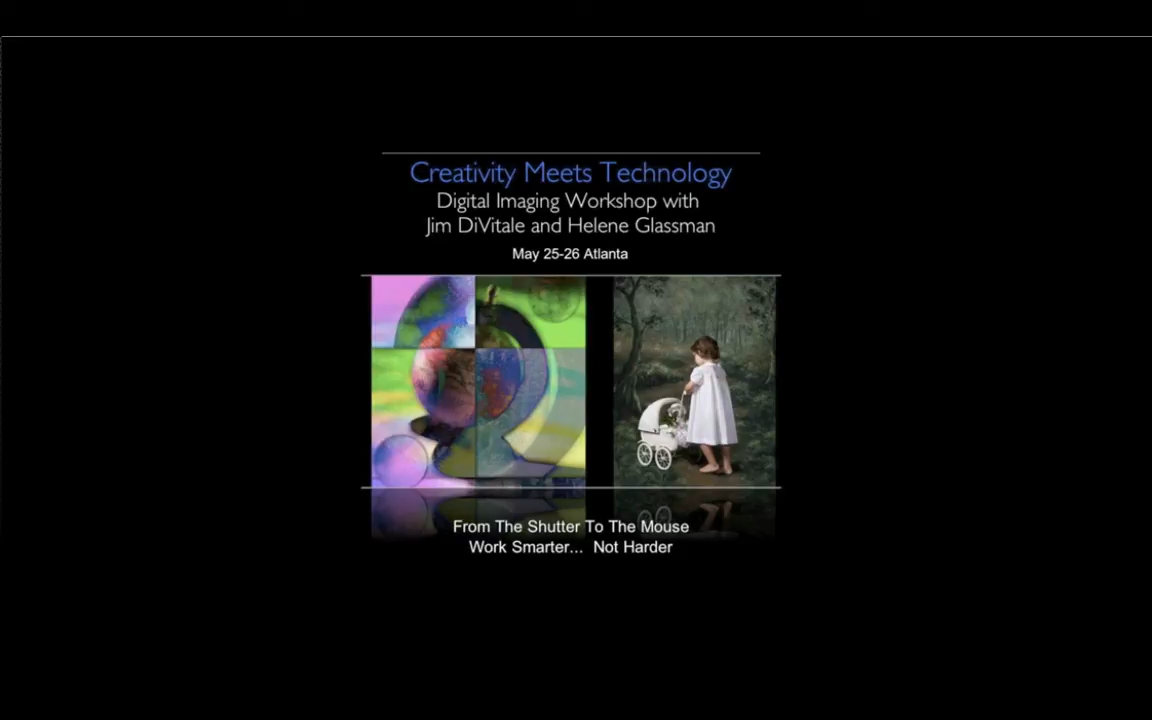 Creativity Meets Technology
Digital Imaging Workshop with
Jim DiVitale and Helene Glassman
May 25-26 Atlanta
From The Shutter To The Mouse
Work Smarter... Not Harder